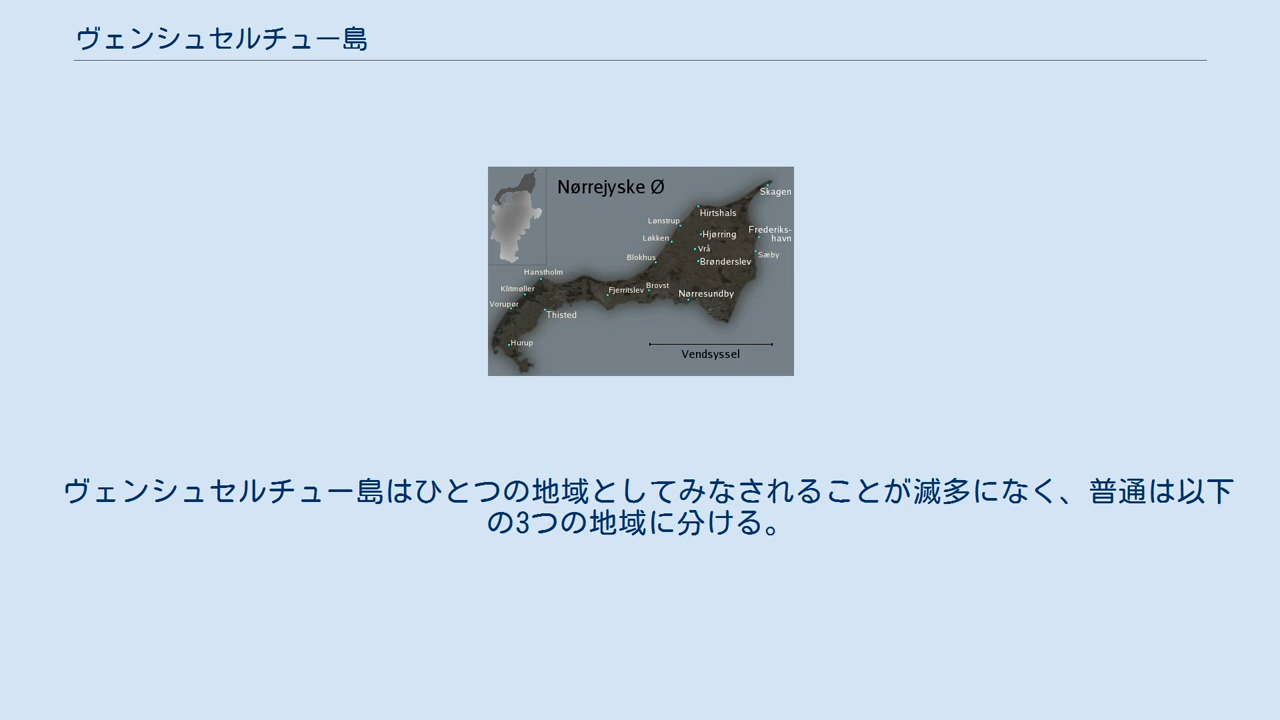 ヴェンシュセルチュー島
Nørrejyske Ø
Skagen
Hirtshals
Lønstrup
Frederiks-
havn
Hjørring
Løkken
Vrå
Sæby
Blokhus
Brønderslev
Hanstholm
Klitmøller
Fjerritslev
Brovst
Nørresundby
Vorupør
Thisted
Hurup
Vendsyssel
ヴェンシュセルチュー島はひとつの地域としてみなされることが滅多になく、普通は以下
の3つの地域に分ける。